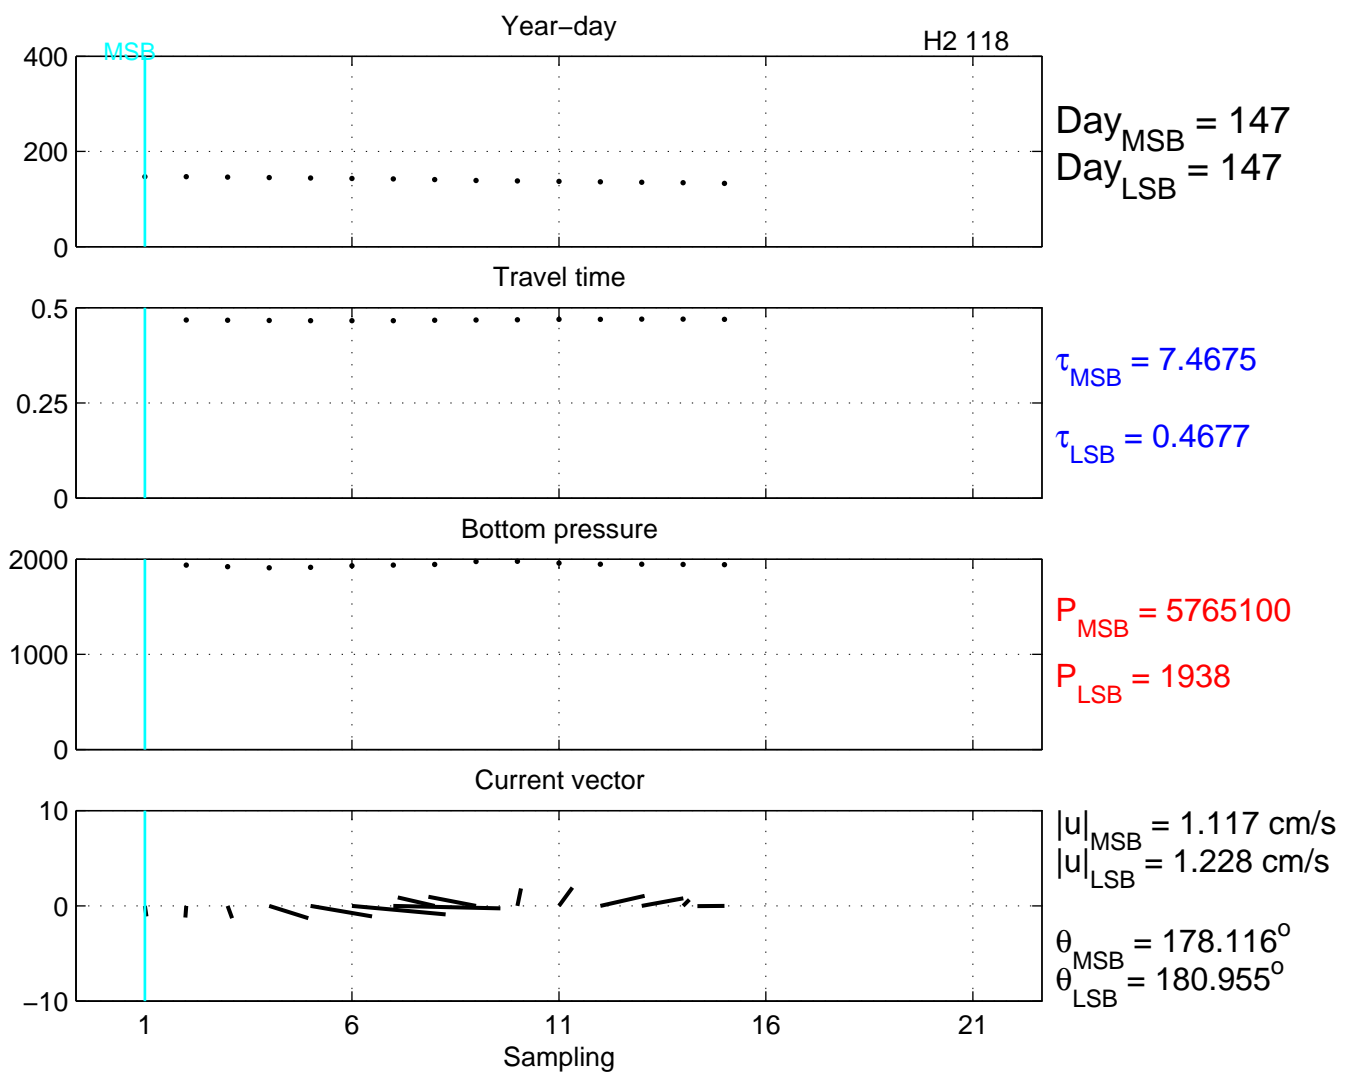 Year−day
H2 118
MSB
400
200
0
Day_MSB = 147
Day_LSB = 147
Travel time
0.5
0.25
0
τ_MSB = 7.4675
τ_LSB = 0.4677
Bottom pressure
2000
1000
0
P_MSB = 5765100
P_LSB = 1938
Current vector
10
0
−10
|u|_MSB = 1.117 cm/s
|u|_LSB = 1.228 cm/s
θ_MSB = 178.116°
θ_LSB = 180.955°
1 6 11 16 21
Sampling